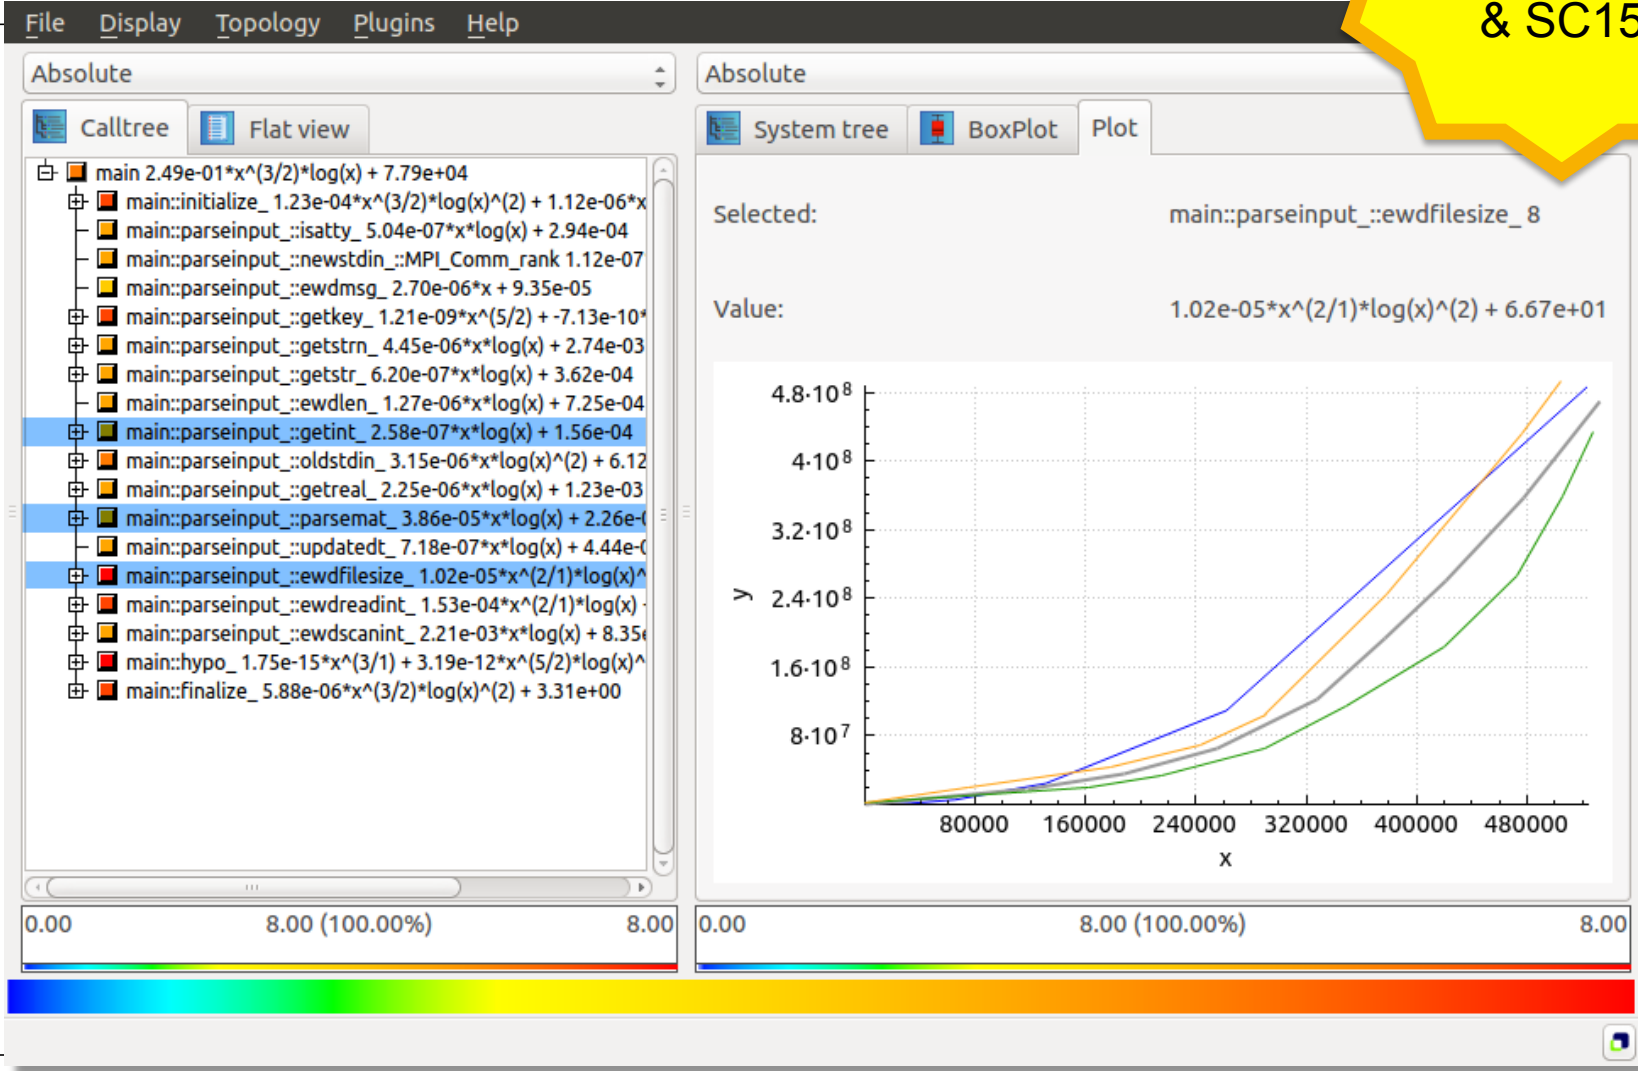 & SC15
File Display Topology Plugins Help
Absolute
Calltree Flat view
main 2.49e-01*x^(3/2)*log(x) + 7.79e+04
main::initialize_ 1.23e-04*x^(3/2)*log(x)^(2) + 1.12e-06*x
main::parseinput_::isatty_ 5.04e-07*x*log(x) + 2.94e-04
main::parseinput_::newstdin_::MPI_Comm_rank 1.12e-07
main::parseinput_::ewdmsg_ 2.70e-06*x + 9.35e-05
main::parseinput_::getkey_ 1.21e-09*x^(5/2) + -7.13e-10*
main::parseinput_::getstrn_ 4.45e-06*x*log(x) + 2.74e-03
main::parseinput_::getstr_ 6.20e-07*x*log(x) + 3.62e-04
main::parseinput_::ewdlen_ 1.27e-06*x*log(x) + 7.25e-04
main::parseinput_::getint_ 2.58e-07*x*log(x) + 1.56e-04
main::parseinput_::oldstdin_ 3.15e-06*x*log(x)^(2) + 6.12
main::parseinput_::getreal_ 2.25e-06*x*log(x) + 1.23e-03
main::parseinput_::parsemat_ 3.86e-05*x*log(x) + 2.26e-0
main::parseinput_::updatedt_ 7.18e-07*x*log(x) + 4.44e-0
main::parseinput_::ewdfilesize_ 1.02e-05*x^(2/1)*log(x)^
main::parseinput_::ewdreadint_ 1.53e-04*x^(2/1)*log(x) -
main::parseinput_::ewdscanint_ 2.21e-03*x*log(x) + 8.35e
main::hypo_ 1.75e-15*x^(3/1) + 3.19e-12*x^(5/2)*log(x)^
main::finalize_ 5.88e-06*x^(3/2)*log(x)^(2) + 3.31e+00
0.00 8.00 (100.00%) 8.00
Absolute
System tree BoxPlot Plot
Selected: main::parseinput_::ewdfilesize_ 8
Value: 1.02e-05*x^(2/1)*log(x)^(2) + 6.67e+01
4.8·10⁸
4·10⁸
3.2·10⁸
2.4·10⁸
1.6·10⁸
8·10⁷
y
80000 160000 240000 320000 400000 480000
x
0.00 8.00 (100.00%) 8.00